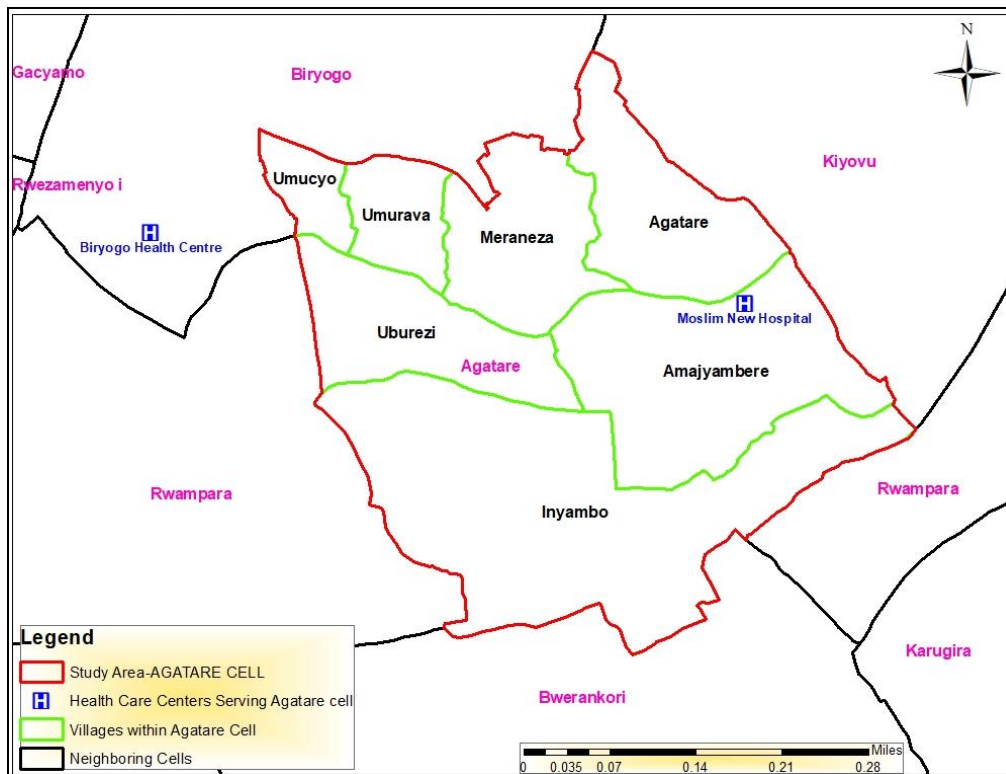 N
Gacyamo
Biryogo
Kiyovu
Rwezamenyo i
Umucyo
Umurava
Meraneza
Agatare
Biryogo Health Centre
Moslim New Hospital
Uburezi
Agatare
Amajyambere
Rwampara
Inyambo
Rwampara
Karugira
Bwerankori
Legend
Study Area-AGATARE CELL
H Health Care Centers Serving Agatare cell
Villages within Agatare Cell
Neighboring Cells
Miles
0 0.035 0.07 0.14 0.21 0.28